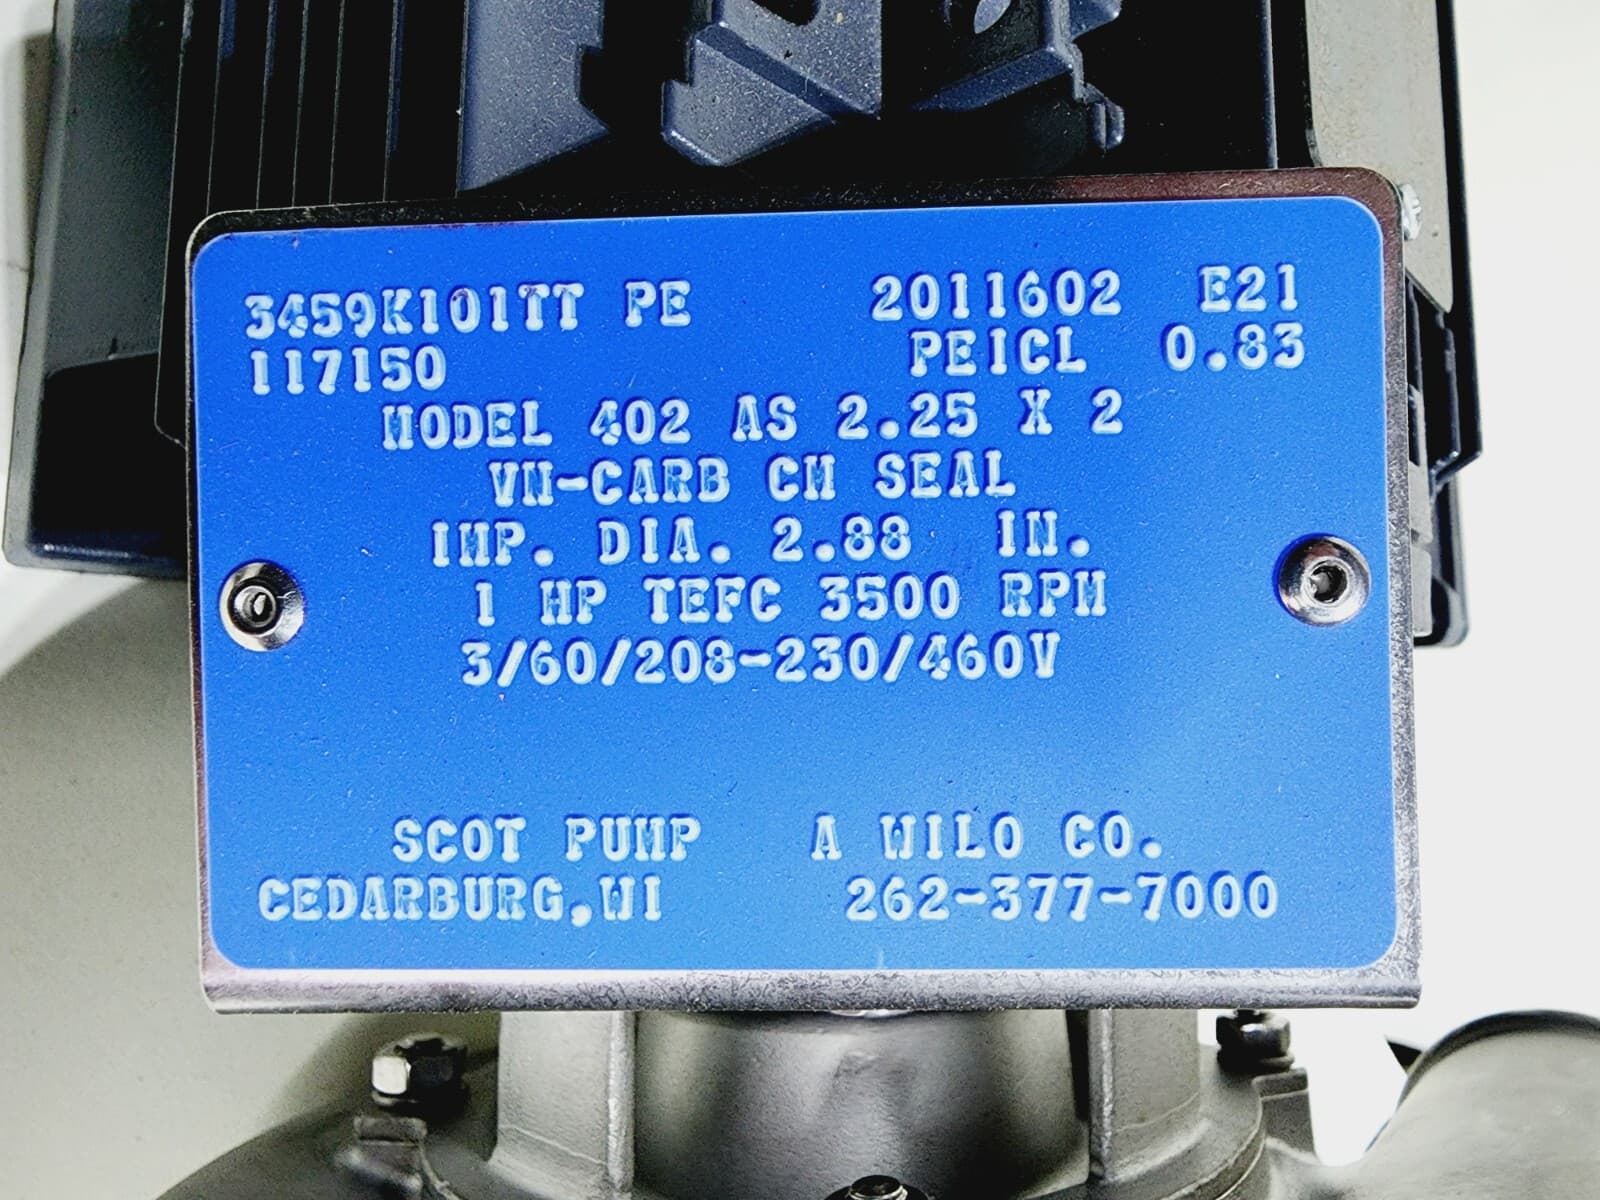 3459K101TT PE 2011602 E21
117150 PEICL 0.83
MODEL 402 AS 2.25 X 2
VN-CARB CM SEAL
IMP. DIA. 2.88 IN.
1 HP TEFC 3500 RPM
3/60/208-230/460V
SCOT PUMP A WILO CO.
CEDARBURG,WI 262-377-7000